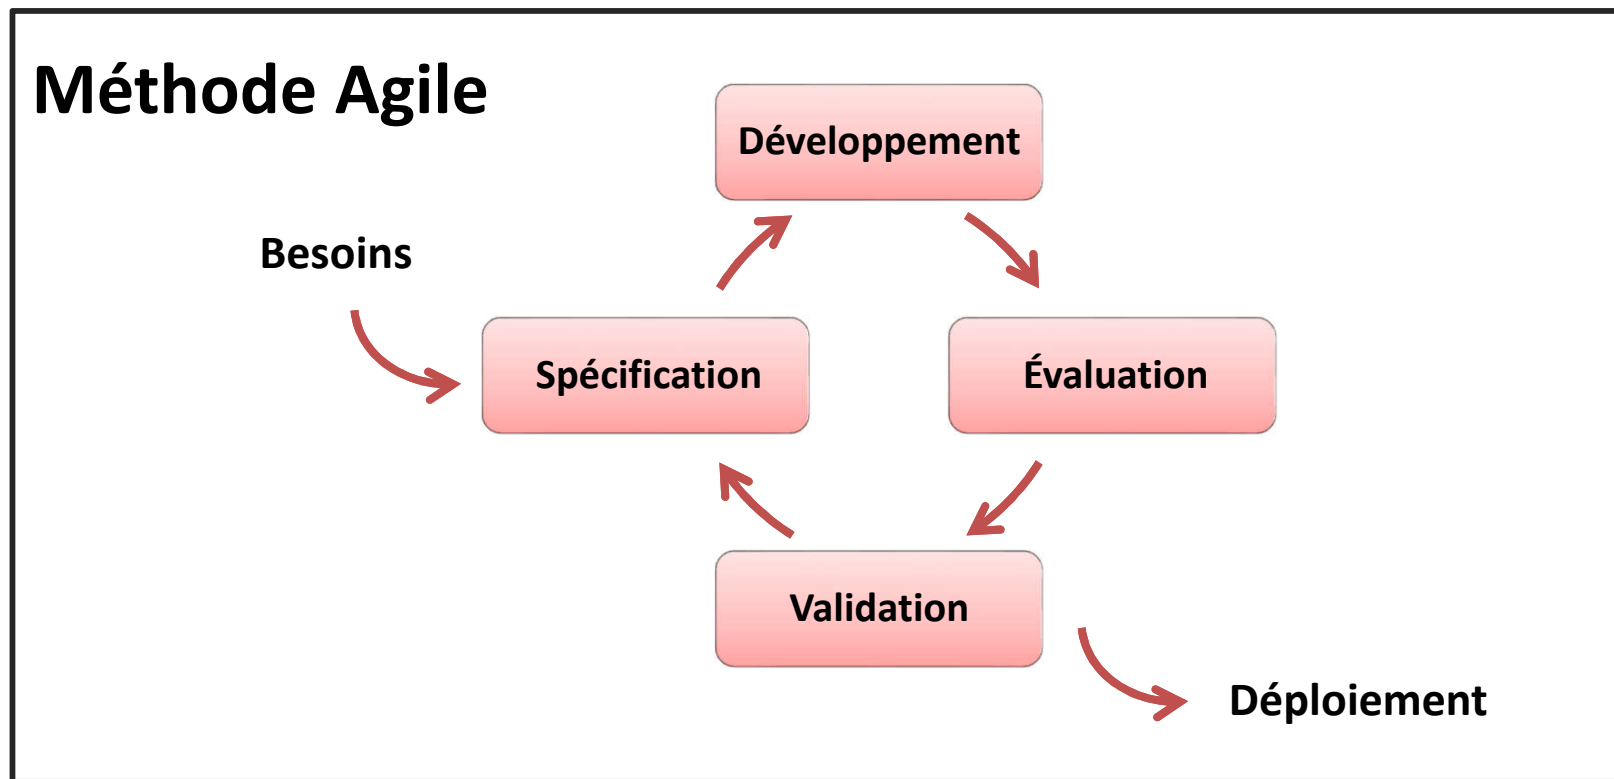 Méthode Agile
Développement
Besoins
Spécification
Évaluation
Validation
Déploiement